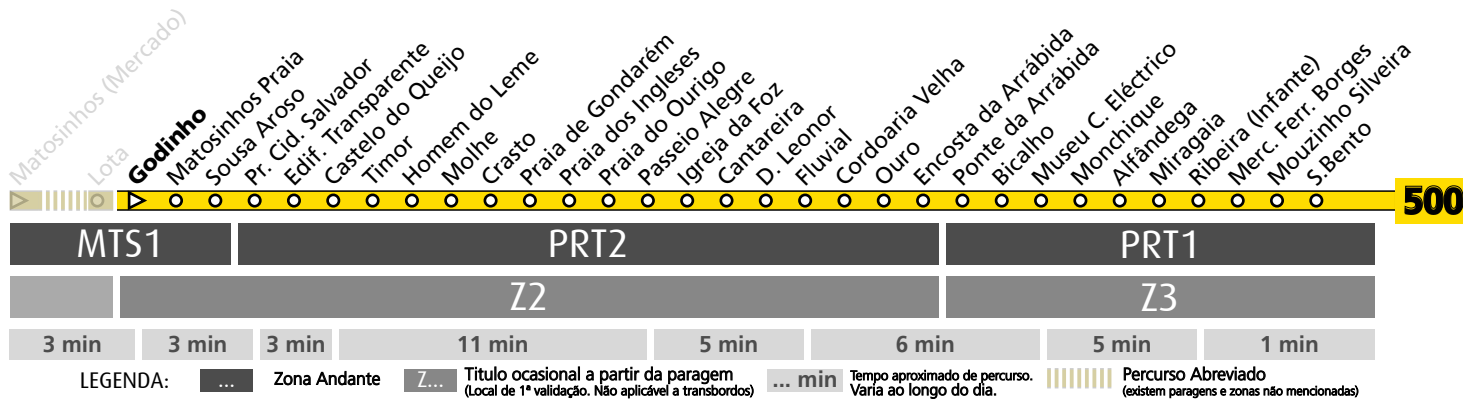 Matosinhos (Mercado)
Lota
Godinho
Matosinhos Praia
Sousa Aroso
Pr. Cid. Salvador
Edif. Transparente
Castelo do Queijo
Timor
Homem do Leme
Molhe
Crasto
Praia de Gondarém
Praia dos Ingleses
Praia do Ourigo
Passeio Alegre
Igreja da Foz
Cantareira
D. Leonor
Fluvial
Cordoaria Velha
Ouro
Encosta da Arrábida
Ponte da Arrábida
Bicalho
Museu C. Eléctrico
Monchique
Alfândega
Miragaia
Ribeira (Infante)
Merc. Ferr. Borges
Mouzinho Silveira
S.Bento
500
MTS1 PRT2 PRT1
Z2 Z3
3 min 3 min 3 min 11 min 5 min 6 min 5 min 1 min
LEGENDA:
... Zona Andante
Z... Titulo ocasional a partir da paragem
(Local de 1ª validação. Não aplicável a transbordos)
... min Tempo aproximado de percurso.
Varia ao longo do dia.
Percurso Abreviado
(existem paragens e zonas não mencionadas)